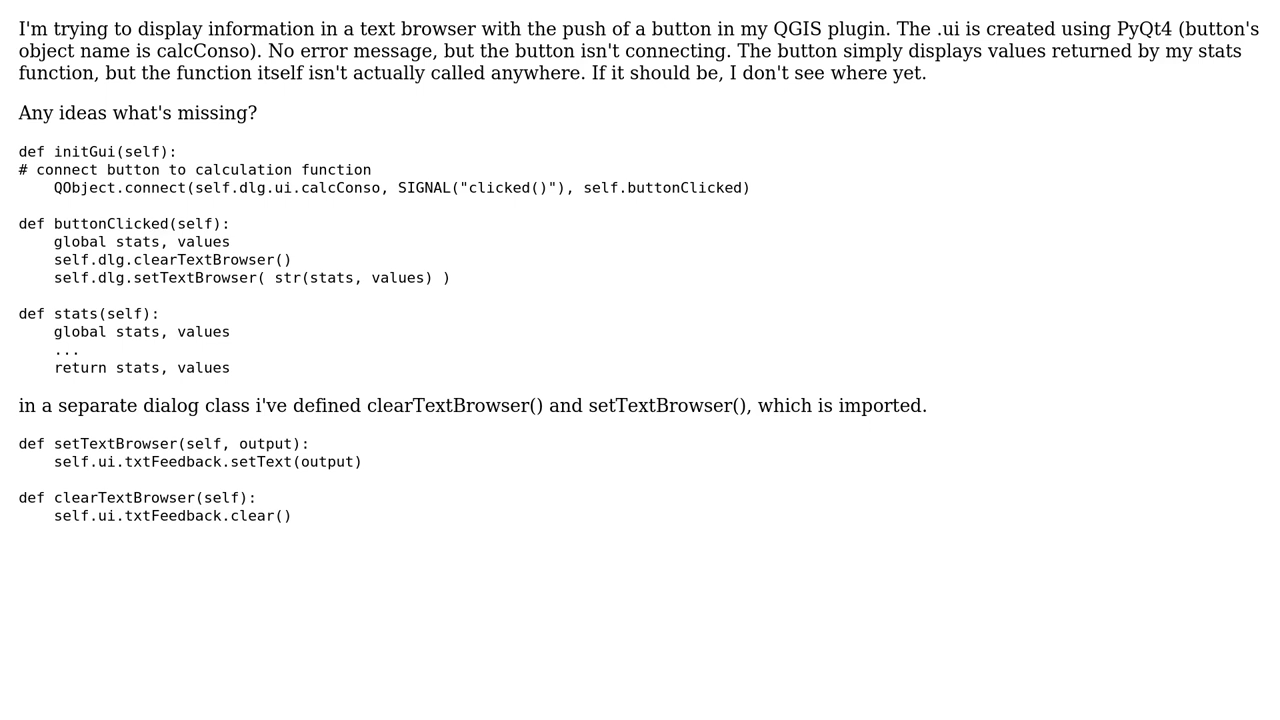 I'm trying to display information in a text browser with the push of a button in my QGIS plugin. The .ui is created using PyQt4 (button's
object name is calcConso). No error message, but the button isn't connecting. The button simply displays values returned by my stats
function, but the function itself isn't actually called anywhere. If it should be, I don't see where yet.
Any ideas what's missing?
def initGui(self):
# connect button to calculation function
    QObject.connect(self.dlg.ui.calcConso, SIGNAL("clicked()"), self.buttonClicked)
def buttonClicked(self):
    global stats, values
    self.dlg.clearTextBrowser()
    self.dlg.setTextBrowser( str(stats, values) )
def stats(self):
    global stats, values
    ...
    return stats, values
in a separate dialog class i've defined clearTextBrowser() and setTextBrowser(), which is imported.
def setTextBrowser(self, output):
    self.ui.txtFeedback.setText(output)
def clearTextBrowser(self):
    self.ui.txtFeedback.clear()